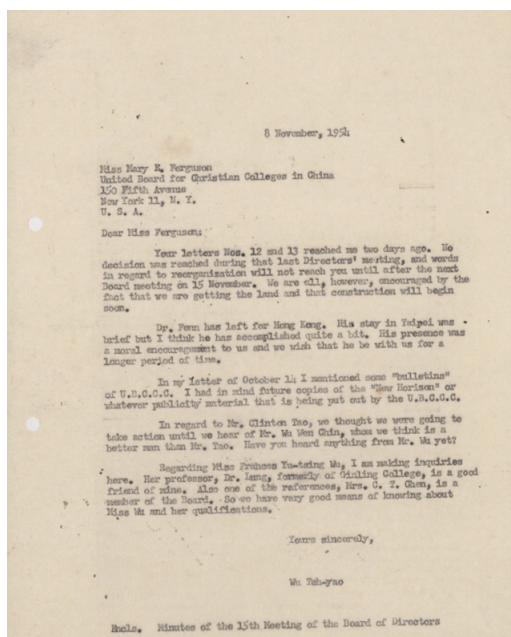 8 November, 1954
Miss Mary E. Ferguson
United Board for Christian Colleges in China
150 Fifth Avenue
New York 11, N. Y.
U. S. A.
Dear Miss Ferguson:
Your letters Nos. 12 and 13 reached me two days ago. No
decision was reached during that last Directors' meeting, and words
in regard to reorganization will not reach you until after the next
Board meeting on 15 November. We are all, however, encouraged by the
fact that we are getting the land and that construction will begin
soon.
Dr. Fenn has left for Hong Kong. His stay in Taipei was
brief but I think he has accomplished quite a bit. His presence was
a moral encouragement to us and we wish that he be with us for a
longer period of time.
In my letter of October 14 I mentioned some "bulletins"
of U.B.C.C.C. I had in mind future copies of the "New Horison" or
whatever publicity material that is being put out by the U.B.C.C.C.
In regard to Mr. Clinton Yao, we thought we were going to
take action until we hear of Mr. Wu Wen Chin, whom we think is a
better man than Mr. Yao. Have you heard anything from Mr. Wu yet?
Regarding Miss Frances Yu-tsing Wu, I am making inquiries
here. Her professor, Dr. Lung, formerly of Ginling College, is a good
friend of mine. Also one of the references, Mrs. C. T. Chen, is a
member of the Board. So we have very good means of knowing about
Miss Wu and her qualifications.
Yours sincerely,
Wu Teh-yao
Encls. Minutes of the 15th Meeting of the Board of Directors